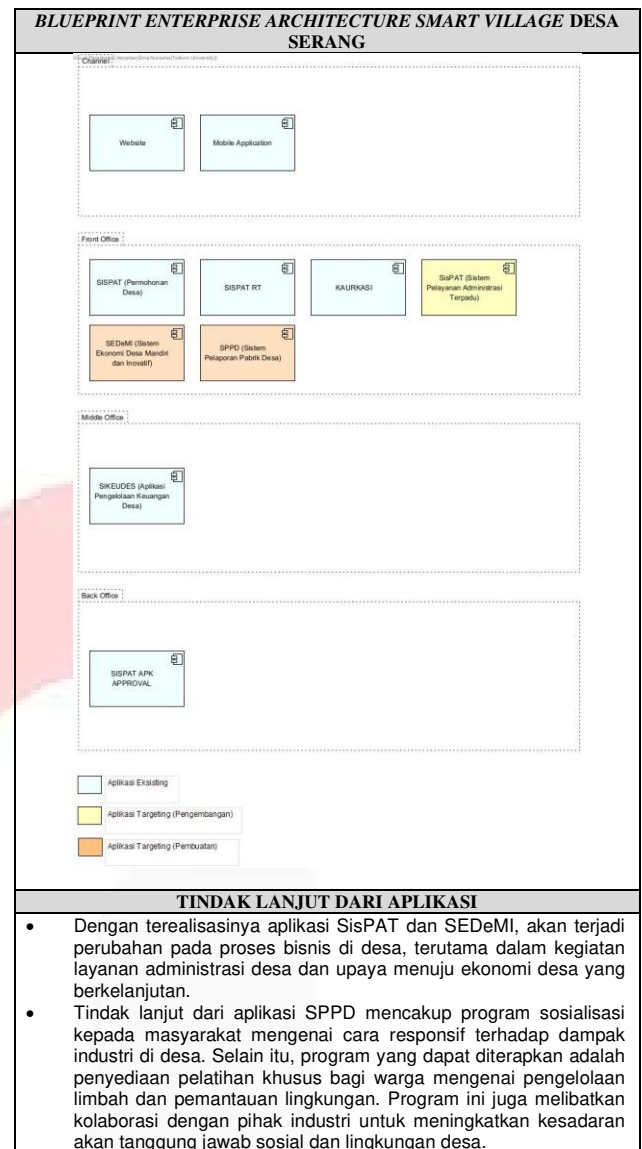 BLUEPRINT ENTERPRISE ARCHITECTURE SMART VILLAGE DESA
SERANG
Channel
Website
Mobile Application
Front Office
SISPAT (Permohonan
Desa)
SISPAT RT
KAURKASI
SisPAT (Sistem
Pelayanan Administrasi
Terpadu)
SEDeMI (Sistem
Ekonomi Desa Mandiri
dan Inovatif)
SPPD (Sistem
Pelaporan Pabrik Desa)
Middle Office
SIKEUDES (Aplikasi
Pengelolaan Keuangan
Desa)
Back Office
SISPAT APK
APPROVAL
Aplikasi Eksisting
Aplikasi Targeting (Pengembangan)
Aplikasi Targeting (Pembuatan)
TINDAK LANJUT DARI APLIKASI
• Dengan terealisasinya aplikasi SisPAT dan SEDeMI, akan terjadi
perubahan pada proses bisnis di desa, terutama dalam kegiatan
layanan administrasi desa dan upaya menuju ekonomi desa yang
berkelanjutan.
• Tindak lanjut dari aplikasi SPPD mencakup program sosialisasi
kepada masyarakat mengenai cara responsif terhadap dampak
industri di desa. Selain itu, program yang dapat diterapkan adalah
penyediaan pelatihan khusus bagi warga mengenai pengelolaan
limbah dan pemantauan lingkungan. Program ini juga melibatkan
kolaborasi dengan pihak industri untuk meningkatkan kesadaran
akan tanggung jawab sosial dan lingkungan desa.